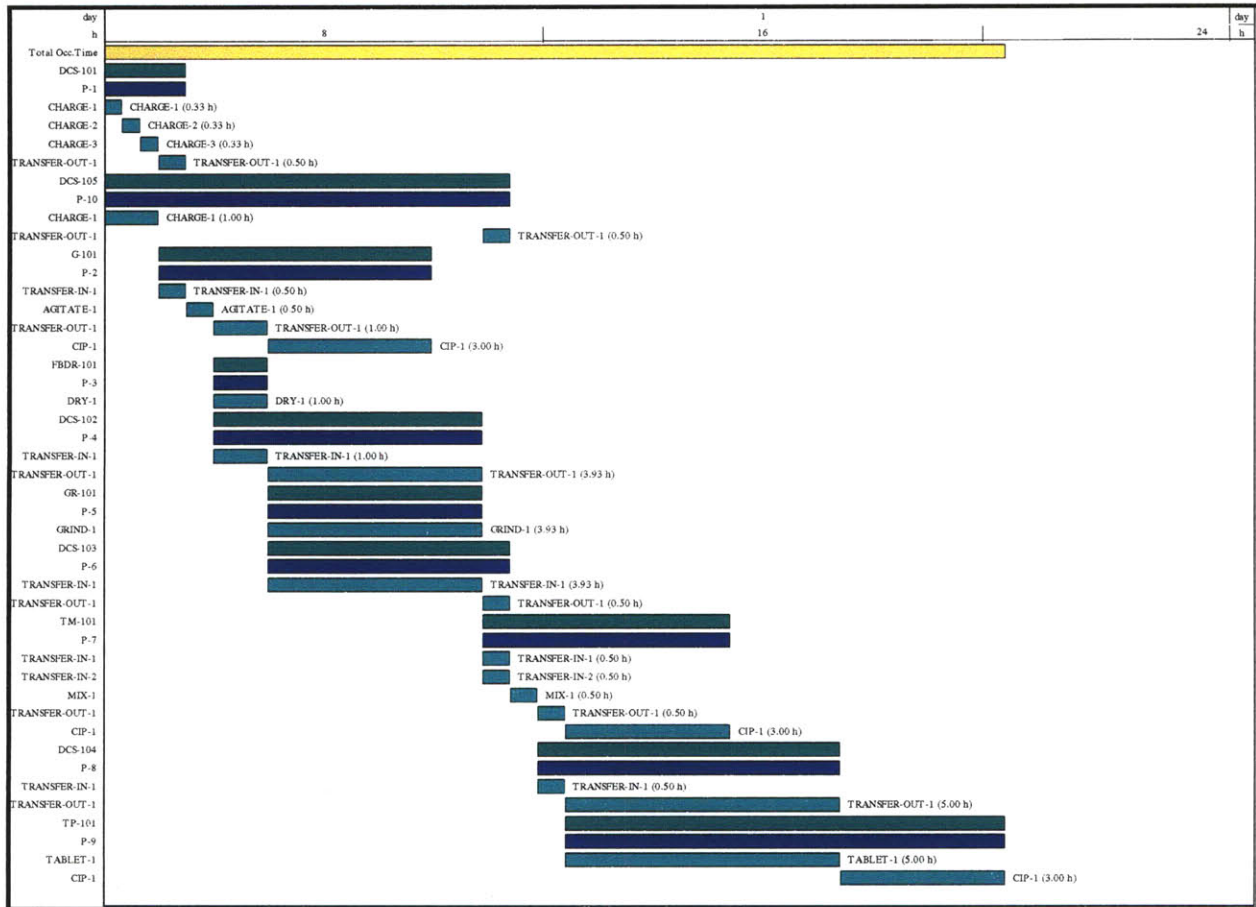 day 1 day
h 8 16 24 h
Total Occ.Time
DCS-101
P-1
CHARGE-1 CHARGE-1 (0.33 h)
CHARGE-2 CHARGE-2 (0.33 h)
CHARGE-3 CHARGE-3 (0.33 h)
TRANSFER-OUT-1 TRANSFER-OUT-1 (0.50 h)
DCS-105
P-10
CHARGE-1 CHARGE-1 (1.00 h)
TRANSFER-OUT-1 TRANSFER-OUT-1 (0.50 h)
G-101
P-2
TRANSFER-IN-1 TRANSFER-IN-1 (0.50 h)
AGITATE-1 AGITATE-1 (0.50 h)
TRANSFER-OUT-1 TRANSFER-OUT-1 (1.00 h)
CIP-1 CIP-1 (3.00 h)
FBDR-101
P-3
DRY-1 DRY-1 (1.00 h)
DCS-102
P-4
TRANSFER-IN-1 TRANSFER-IN-1 (1.00 h)
TRANSFER-OUT-1 TRANSFER-OUT-1 (3.93 h)
GR-101
P-5
GRIND-1 GRIND-1 (3.93 h)
DCS-103
P-6
TRANSFER-IN-1 TRANSFER-IN-1 (3.93 h)
TRANSFER-OUT-1 TRANSFER-OUT-1 (0.50 h)
TM-101
P-7
TRANSFER-IN-1 TRANSFER-IN-1 (0.50 h)
TRANSFER-IN-2 TRANSFER-IN-2 (0.50 h)
MIX-1 MIX-1 (0.50 h)
TRANSFER-OUT-1 TRANSFER-OUT-1 (0.50 h)
CIP-1 CIP-1 (3.00 h)
DCS-104
P-8
TRANSFER-IN-1 TRANSFER-IN-1 (0.50 h)
TRANSFER-OUT-1 TRANSFER-OUT-1 (5.00 h)
TP-101
P-9
TABLET-1 TABLET-1 (5.00 h)
CIP-1 CIP-1 (3.00 h)